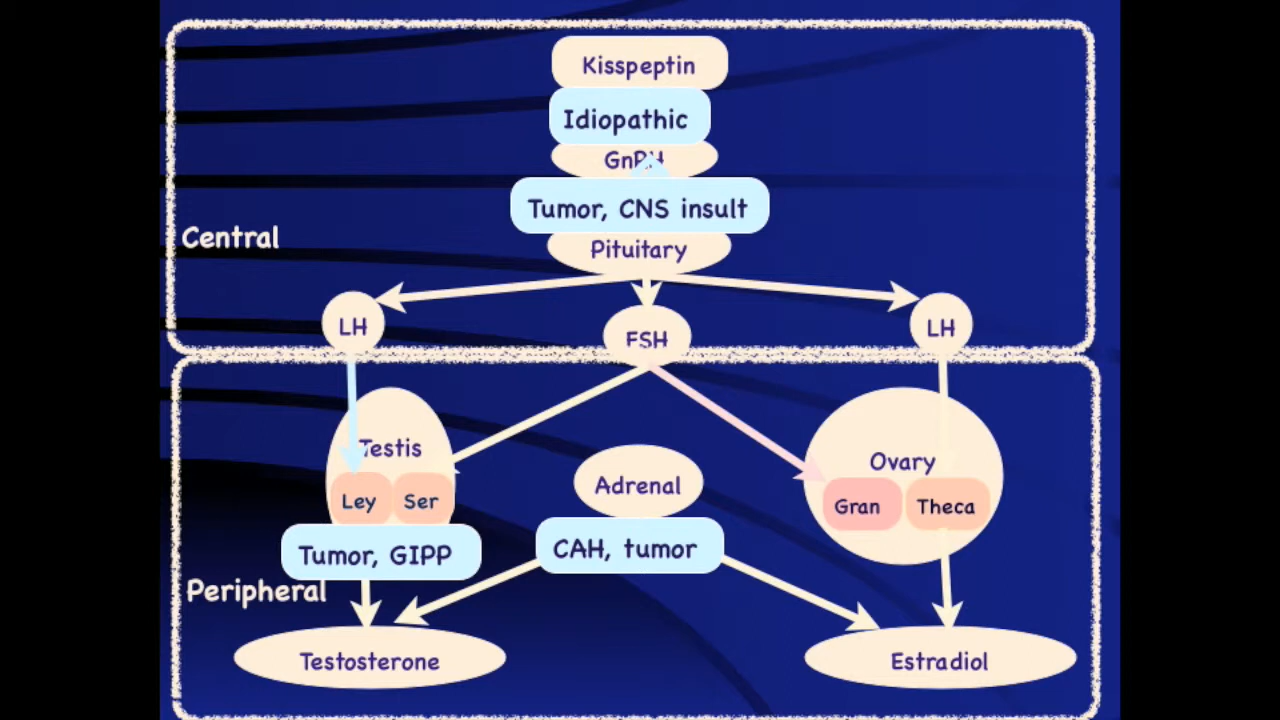 Kisspeptin
Idiopathic
GnRH
Tumor, CNS insult
Central
Pituitary
LH
FSH
LH
Testis
Ovary
Adrenal
Ley
Ser
Gran
Theca
Tumor, GIPP
CAH, tumor
Peripheral
Testosterone
Estradiol